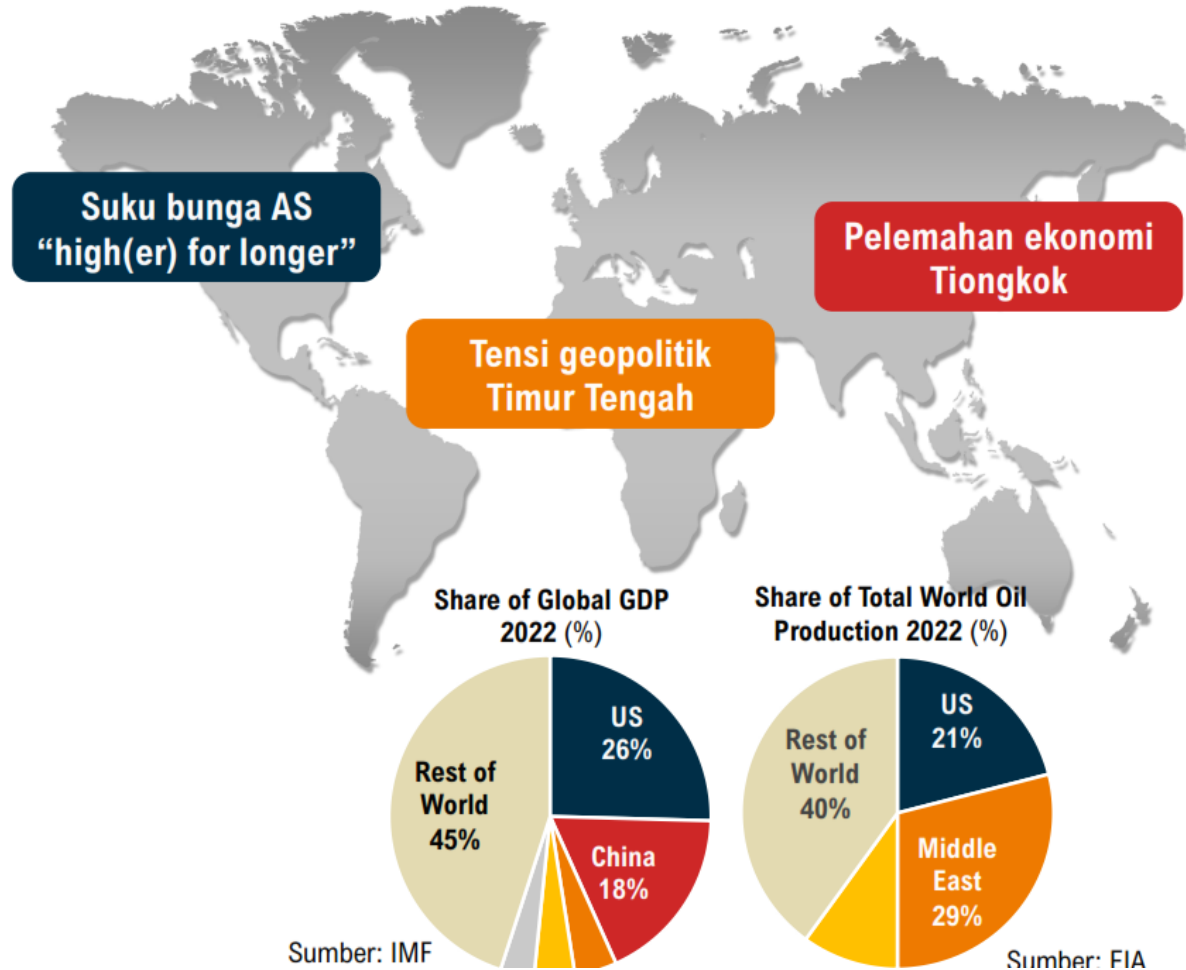 Suku bunga AS
“high(er) for longer”
Pelemahan ekonomi
Tiongkok
Tensi geopolitik
Timur Tengah
Share of Global GDP
2022 (%)
US
26%
China
18%
Rest of
World
45%
Sumber: IMF
Share of Total World Oil
Production 2022 (%)
US
21%
Middle
East
29%
Rest of
World
40%
Sumber: EIA